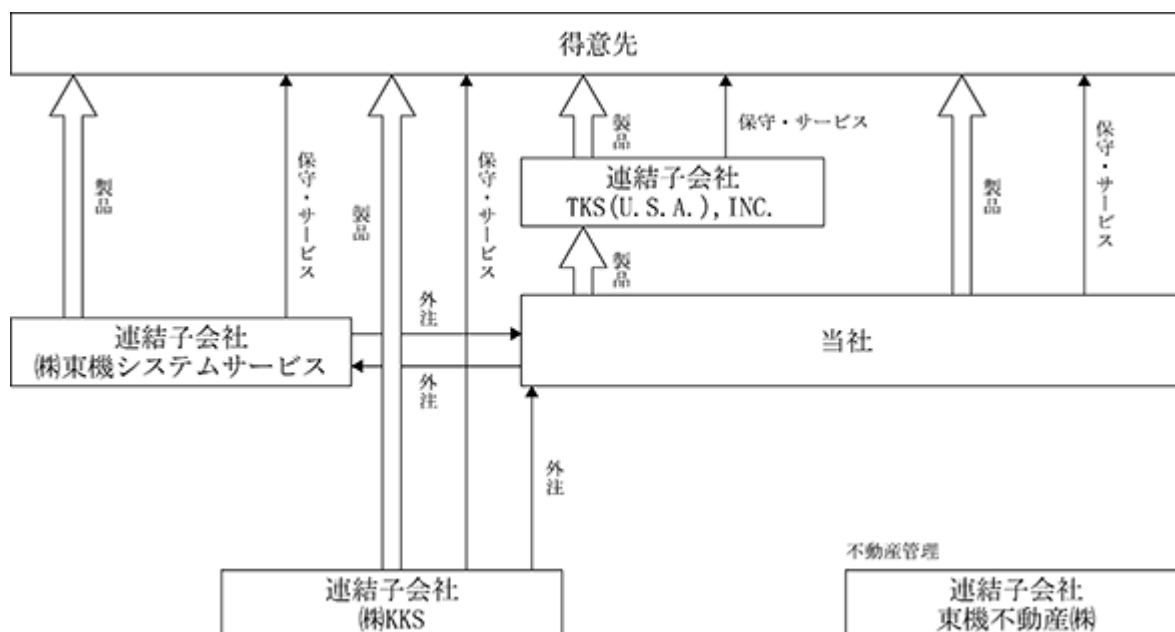 得意先
製品
保守・サービス
製品
保守・サービス
製品
保守・サービス
製品
保守・サービス
連結子会社
TKS(U.S.A.), INC.
製品
連結子会社
㈱東機システムサービス
外注
外注
当社
外注
連結子会社
㈱KKS
不動産管理
連結子会社
東機不動産㈱